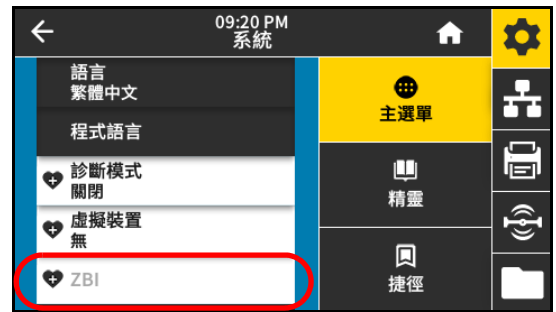 09:20 PM
系統
語言
繁體中文
程式語言
診斷模式
關閉
虛擬裝置
無
ZBI
主選單
精靈
捷徑